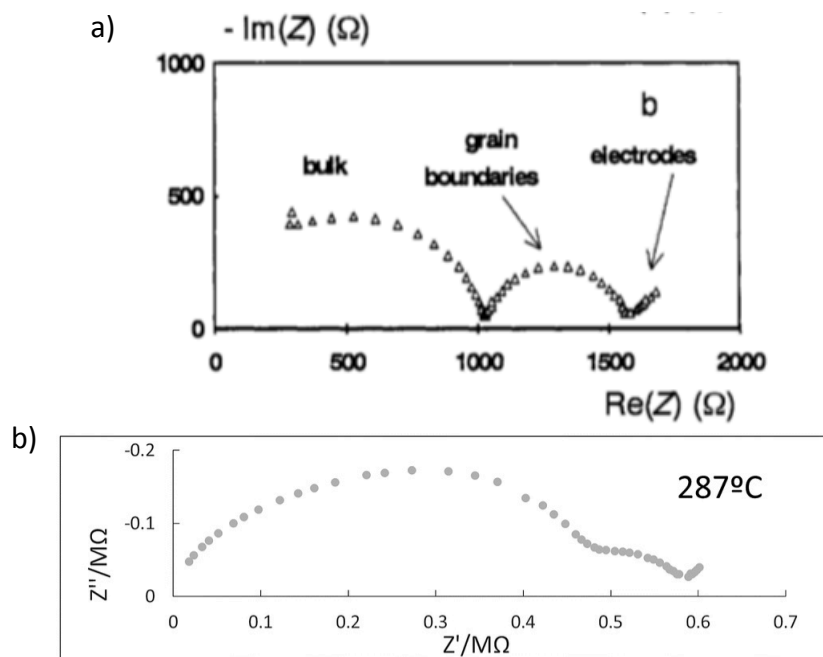 a)
- Im(Z) (Ω)
1000
b
grain
boundaries
electrodes
bulk
500
0
0 500 1000 1500 2000
Re(Z) (Ω)
b)
-0.2
287ºC
-0.1
Z''/MΩ
0
0 0.1 0.2 0.3 0.4 0.5 0.6 0.7
Z'/MΩ